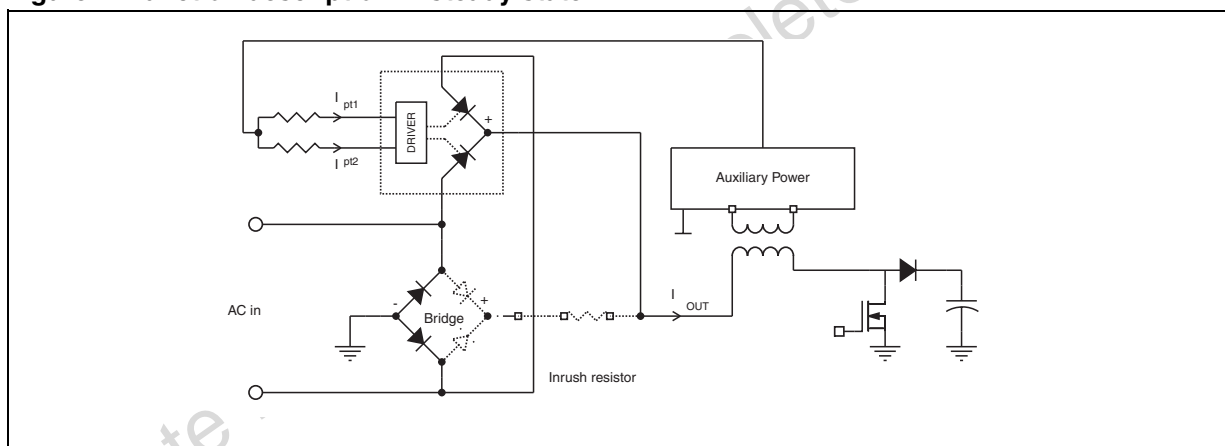 I pt1
DRIVER
+
I pt2
Auxiliary Power
I OUT
AC in
-
+
Bridge
Inrush resistor